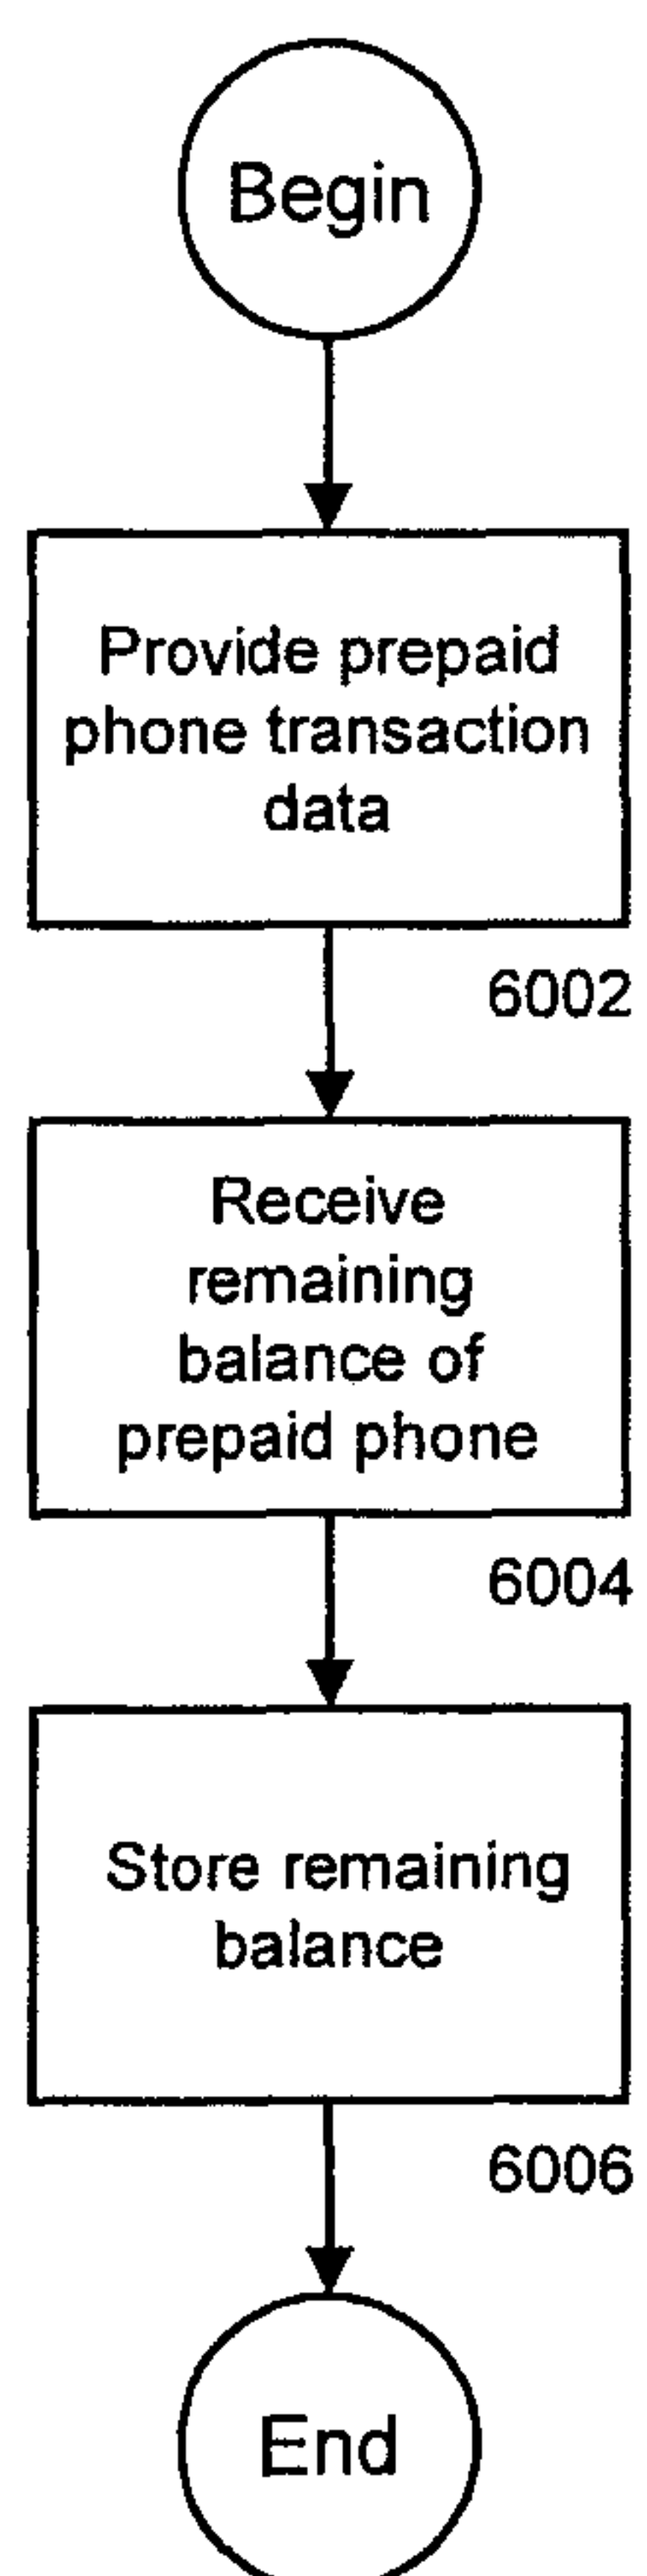 Begin
Provide prepaid
phone transaction
data
6002
Receive
remaining
balance of
prepaid phone
6004
Store remaining
balance
6006
End